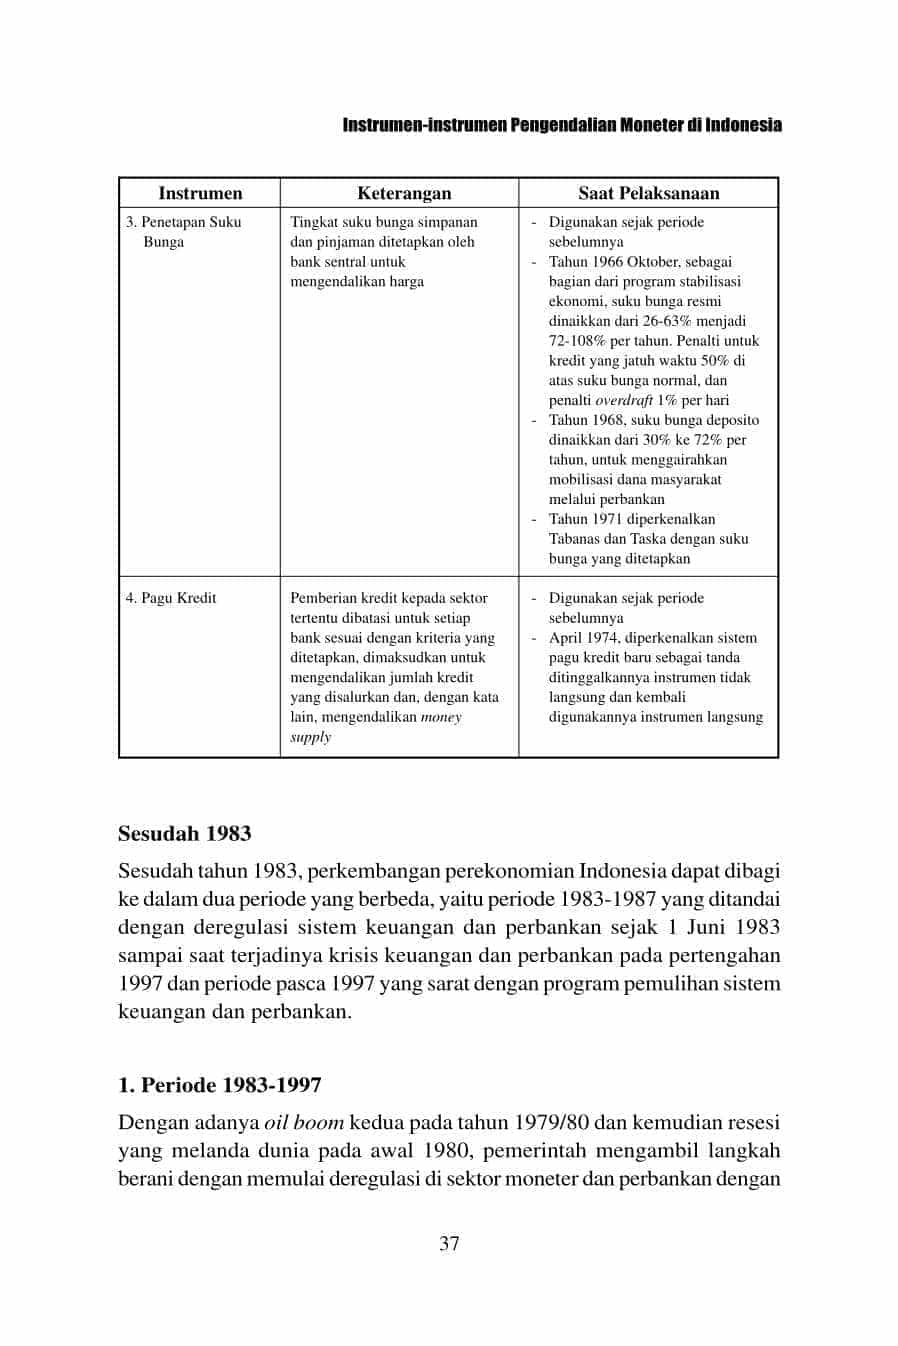 Instrumen-instrumen Pengendalian Moneter di Indonesia
Instrumen
Keterangan
Saat Pelaksanaan
3. Penetapan Suku
Bunga
Tingkat suku bunga simpanan
dan pinjaman ditetapkan oleh
bank sentral untuk
mengendalikan harga
- Digunakan sejak periode
sebelumnya
- Tahun 1966 Oktober, sebagai
bagian dari program stabilisasi
ekonomi, suku bunga resmi
dinaikkan dari 26-63% menjadi
72-108% per tahun. Penalti untuk
kredit yang jatuh waktu 50% di
atas suku bunga normal, dan
penalti overdraft 1% per hari
- Tahun 1968, suku bunga deposito
dinaikkan dari 30% ke 72% per
tahun, untuk menggairahkan
mobilisasi dana masyarakat
melalui perbankan
- Tahun 1971 diperkenalkan
Tabanas dan Taska dengan suku
bunga yang ditetapkan
4. Pagu Kredit
Pemberian kredit kepada sektor
tertentu dibatasi untuk setiap
bank sesuai dengan kriteria yang
ditetapkan, dimaksudkan untuk
mengendalikan jumlah kredit
yang disalurkan dan, dengan kata
lain, mengendalikan money
supply
- Digunakan sejak periode
sebelumnya
- April 1974, diperkenalkan sistem
pagu kredit baru sebagai tanda
ditinggalkannya instrumen tidak
langsung dan kembali
digunakannya instrumen langsung
Sesudah 1983
Sesudah tahun 1983, perkembangan perekonomian Indonesia dapat dibagi
ke dalam dua periode yang berbeda, yaitu periode 1983-1987 yang ditandai
dengan deregulasi sistem keuangan dan perbankan sejak 1 Juni 1983
sampai saat terjadinya krisis keuangan dan perbankan pada pertengahan
1997 dan periode pasca 1997 yang sarat dengan program pemulihan sistem
keuangan dan perbankan.
1. Periode 1983-1997
Dengan adanya oil boom kedua pada tahun 1979/80 dan kemudian resesi
yang melanda dunia pada awal 1980, pemerintah mengambil langkah
berani dengan memulai deregulasi di sektor moneter dan perbankan dengan
37